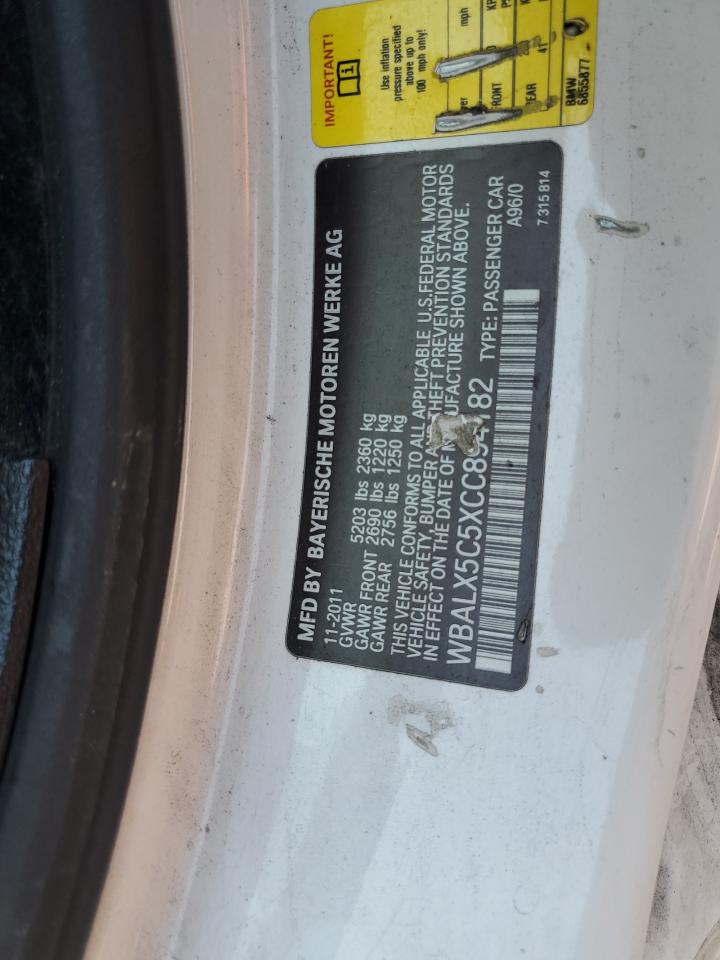 IMPORTANT!
Use inflation
pressure specified
above up to
100 mph only!
mph
41
BMW
6855877
MFD BY BAYERISCHE MOTOREN WERKE AG
11-2011
GVWR 5203 lbs 2360 kg
GAWR FRONT 2690 lbs 1220 kg
GAWR REAR 2756 lbs 1250 kg
THIS VEHICLE CONFORMS TO ALL APPLICABLE U.S.FEDERAL MOTOR
VEHICLE SAFETY, BUMPER AND THEFT PREVENTION STANDARDS
IN EFFECT ON THE DATE OF MANUFACTURE SHOWN ABOVE.
TYPE: PASSENGER CAR
A96/0
7 315 814